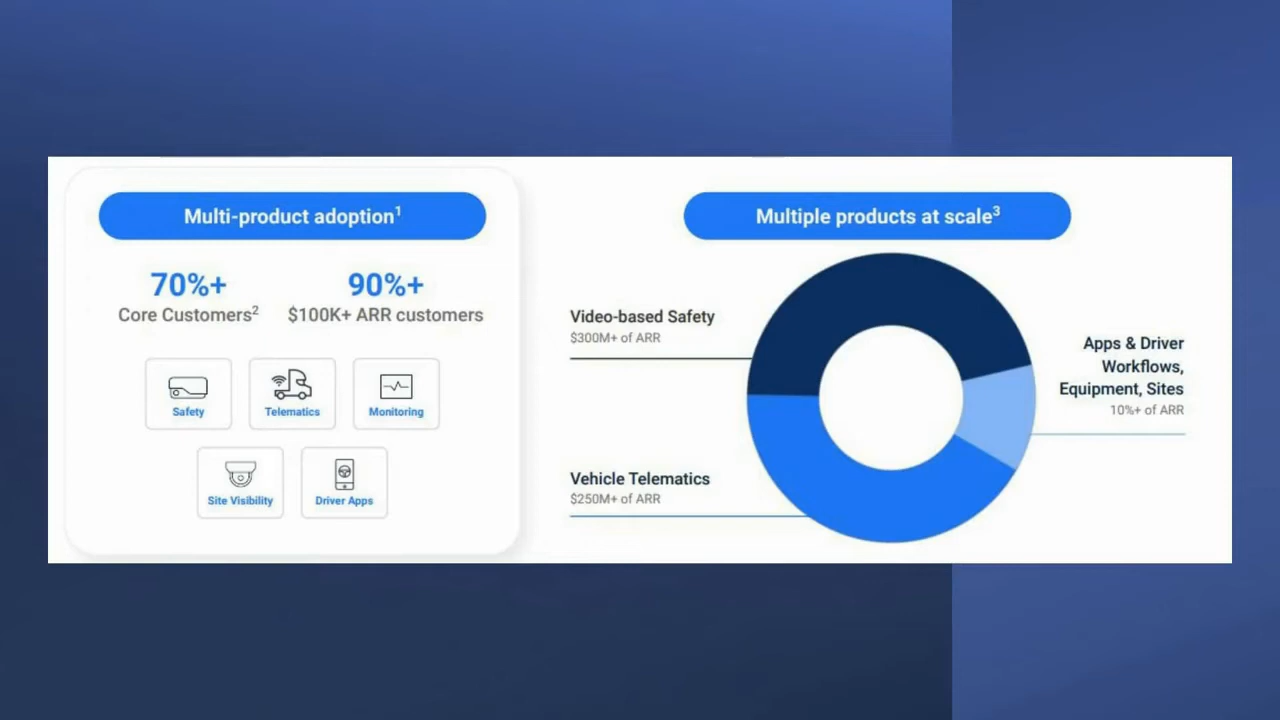 Multi-product adoption¹
70%+
Core Customers²
90%+
$100K+ ARR customers
Safety
Telematics
Monitoring
Site Visibility
Driver Apps
Multiple products at scale³
Video-based Safety
$300M+ of ARR
Apps & Driver
Workflows,
Equipment, Sites
10%+ of ARR
Vehicle Telematics
$250M+ of ARR